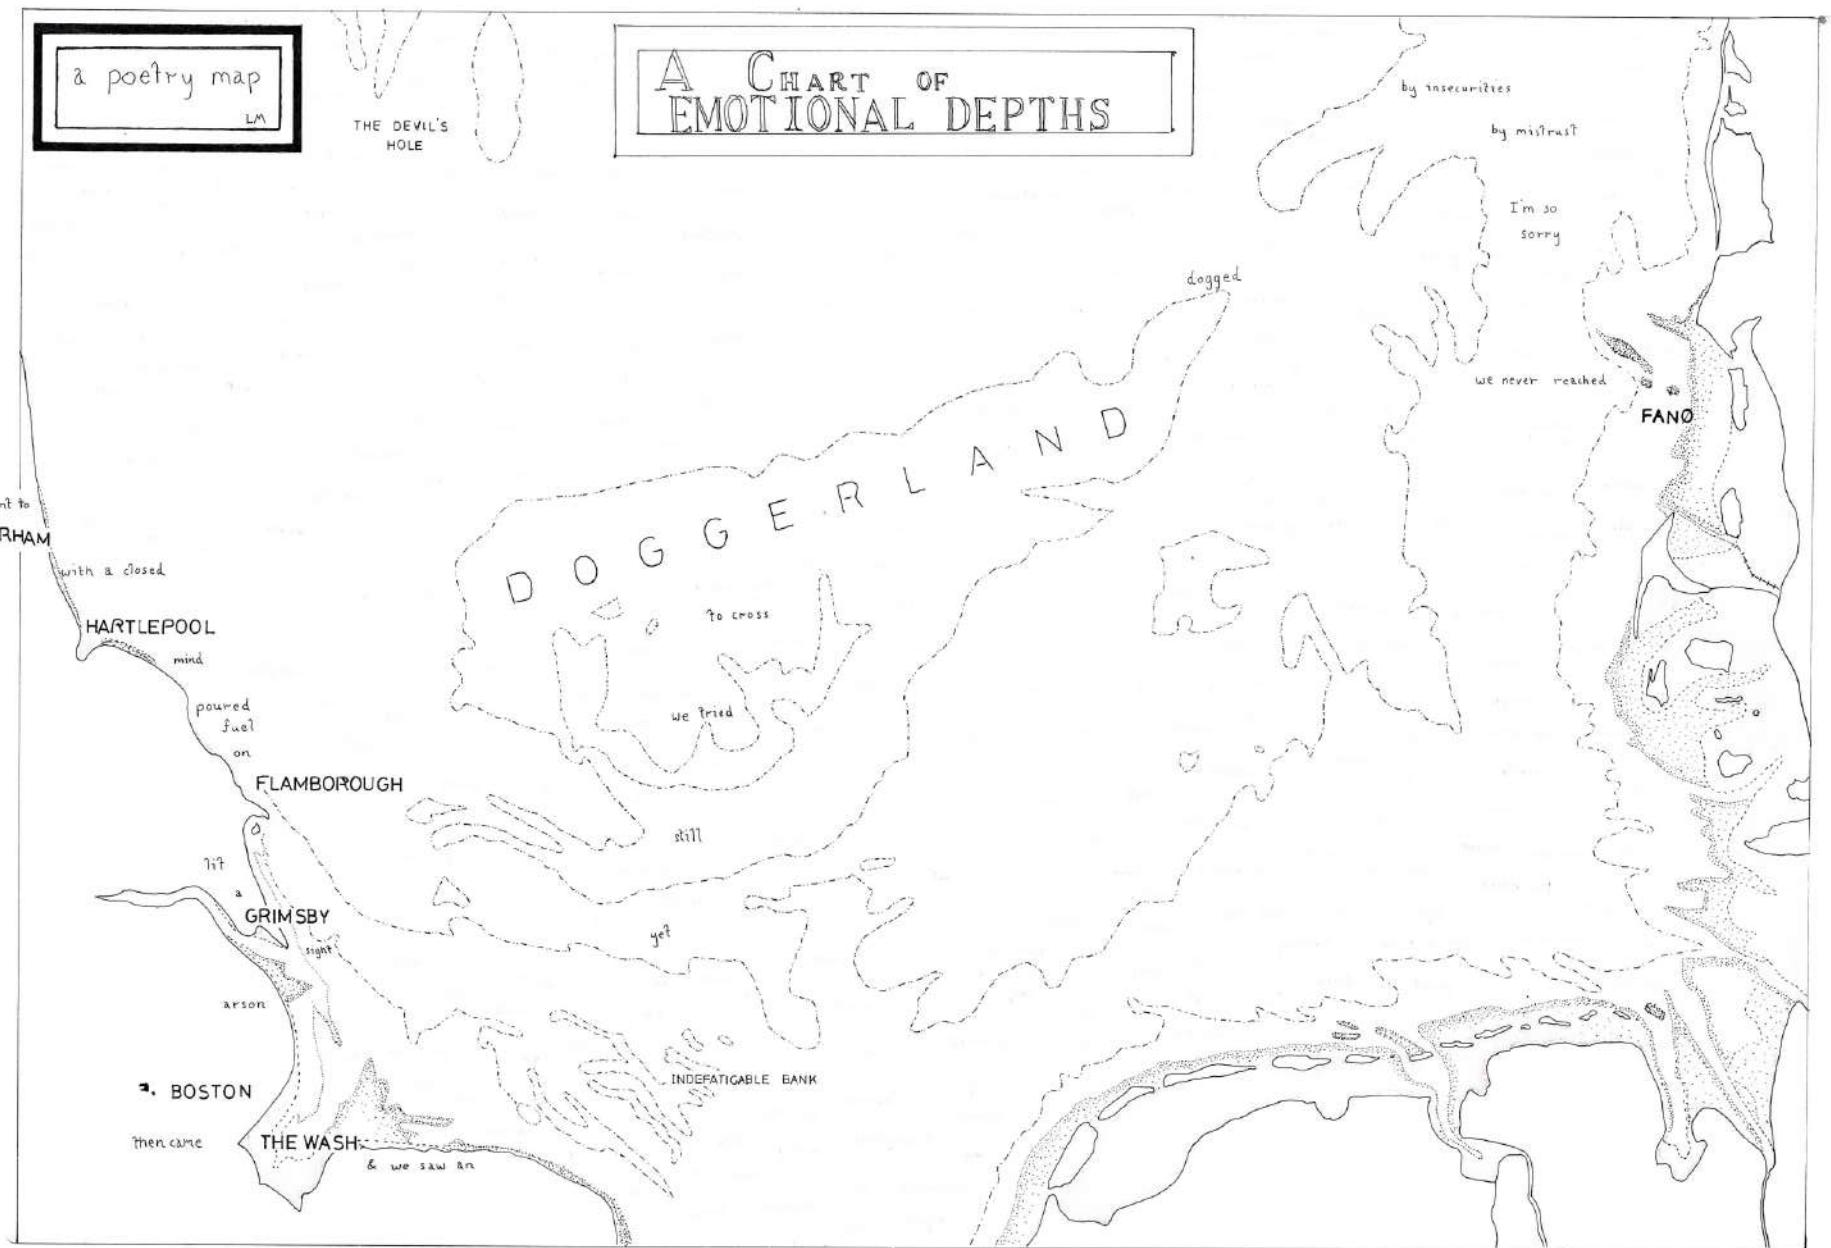 a poetry map
LM
THE DEVIL'S
HOLE
A CHART OF
EMOTIONAL DEPTHS
by insecurities
by mistrust
I'm so
sorry
dogged
we never reached
FANØ
DOGGERLAND
to cross
we tried
still
yet
nt to
RHAM
with a closed
HARTLEPOOL
mind
poured
fuel
on
FLAMBOROUGH
lit
a
GRIMSBY
sight
arson
a. BOSTON
then came
THE WASH
& we saw an
INDEFATIGABLE BANK